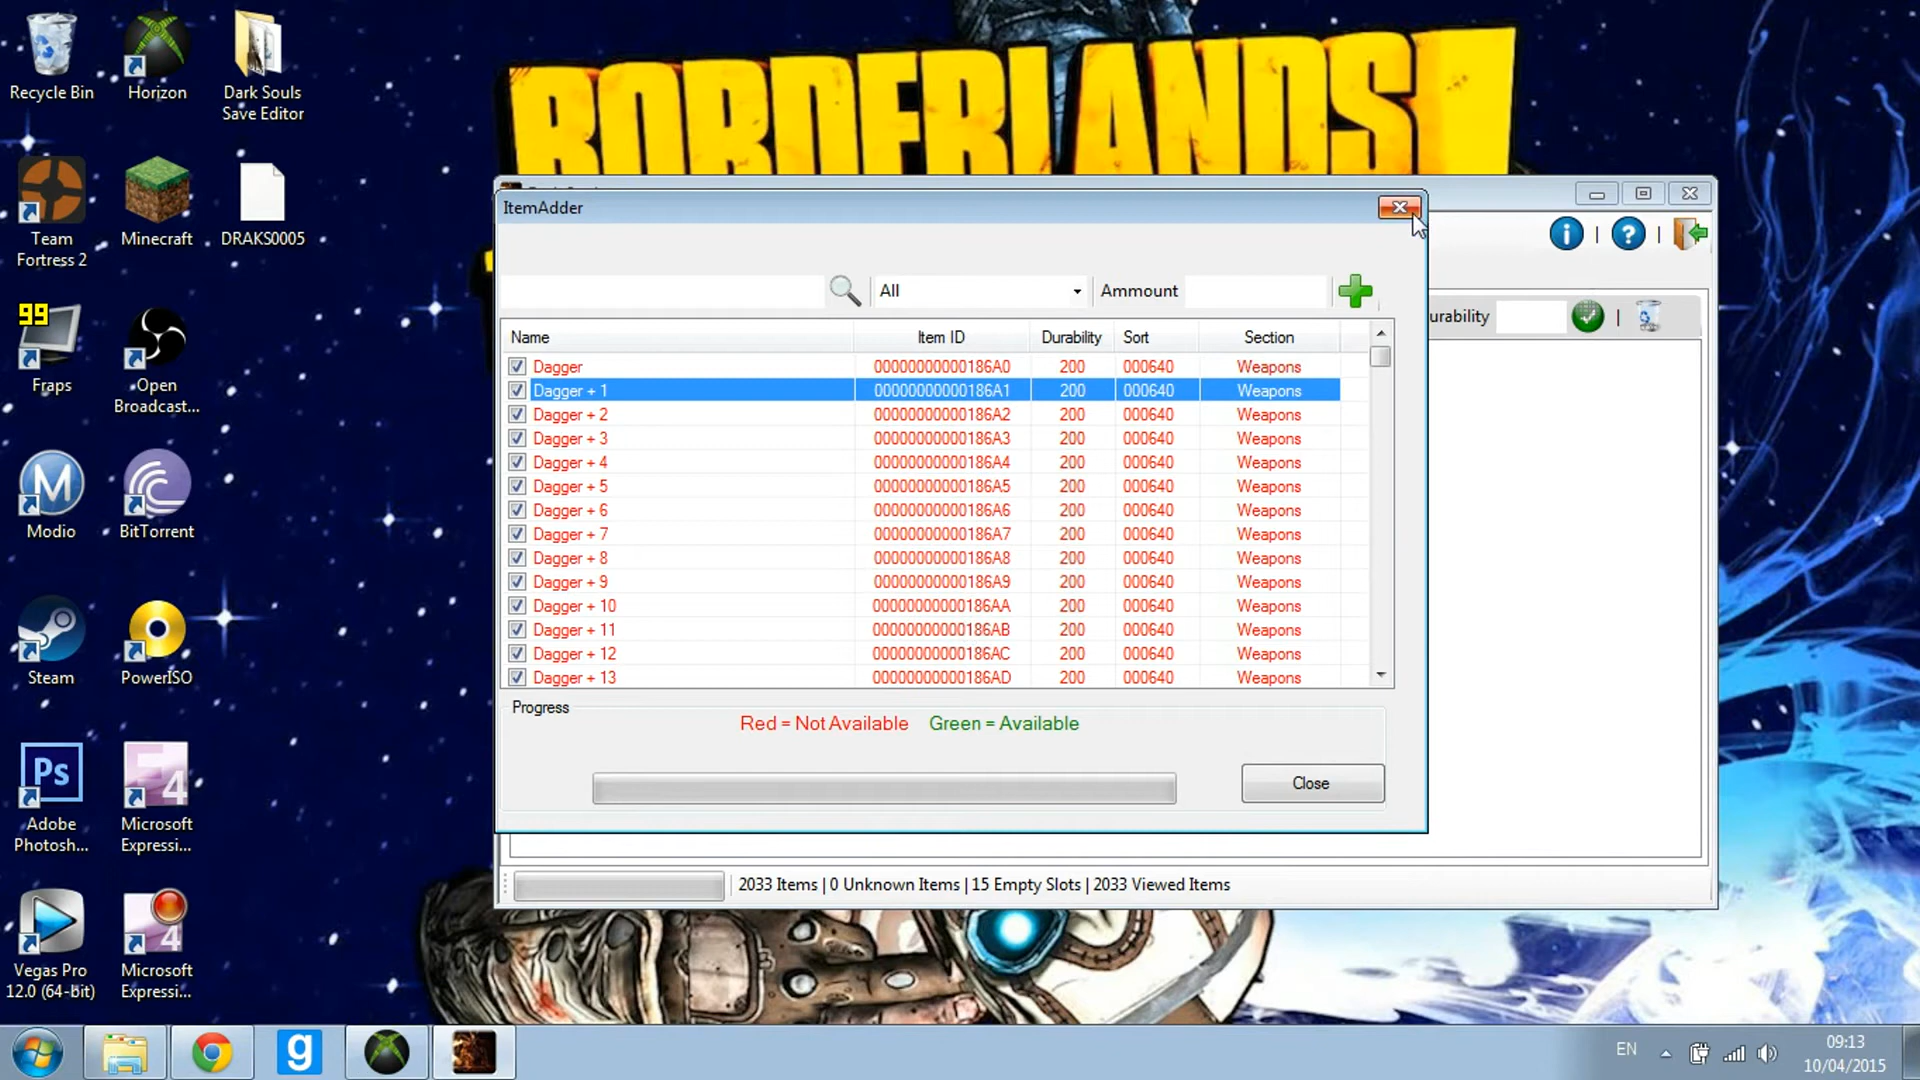 BORDERLANDS
Recycle Bin
Horizon
Dark Souls
Save Editor
Team
Fortress 2
Minecraft
DRAKS0005
99
Fraps
Open
Broadcast...
Modio
BitTorrent
Steam
PowerISO
Ps
Adobe
Photosh...
4
Microsoft
Expressi...
Vegas Pro
12.0 (64-bit)
4
Microsoft
Expressi...
ItemAdder
All
Ammount
urability
Name Item ID Durability Sort Section
Dagger 00000000000186A0 200 000640 Weapons
Dagger + 1 00000000000186A1 200 000640 Weapons
Dagger + 2 00000000000186A2 200 000640 Weapons
Dagger + 3 00000000000186A3 200 000640 Weapons
Dagger + 4 00000000000186A4 200 000640 Weapons
Dagger + 5 00000000000186A5 200 000640 Weapons
Dagger + 6 00000000000186A6 200 000640 Weapons
Dagger + 7 00000000000186A7 200 000640 Weapons
Dagger + 8 00000000000186A8 200 000640 Weapons
Dagger + 9 00000000000186A9 200 000640 Weapons
Dagger + 10 00000000000186AA 200 000640 Weapons
Dagger + 11 00000000000186AB 200 000640 Weapons
Dagger + 12 00000000000186AC 200 000640 Weapons
Dagger + 13 00000000000186AD 200 000640 Weapons
Progress
Red = Not Available Green = Available
Close
2033 Items | 0 Unknown Items | 15 Empty Slots | 2033 Viewed Items
g
EN
09:13
10/04/2015